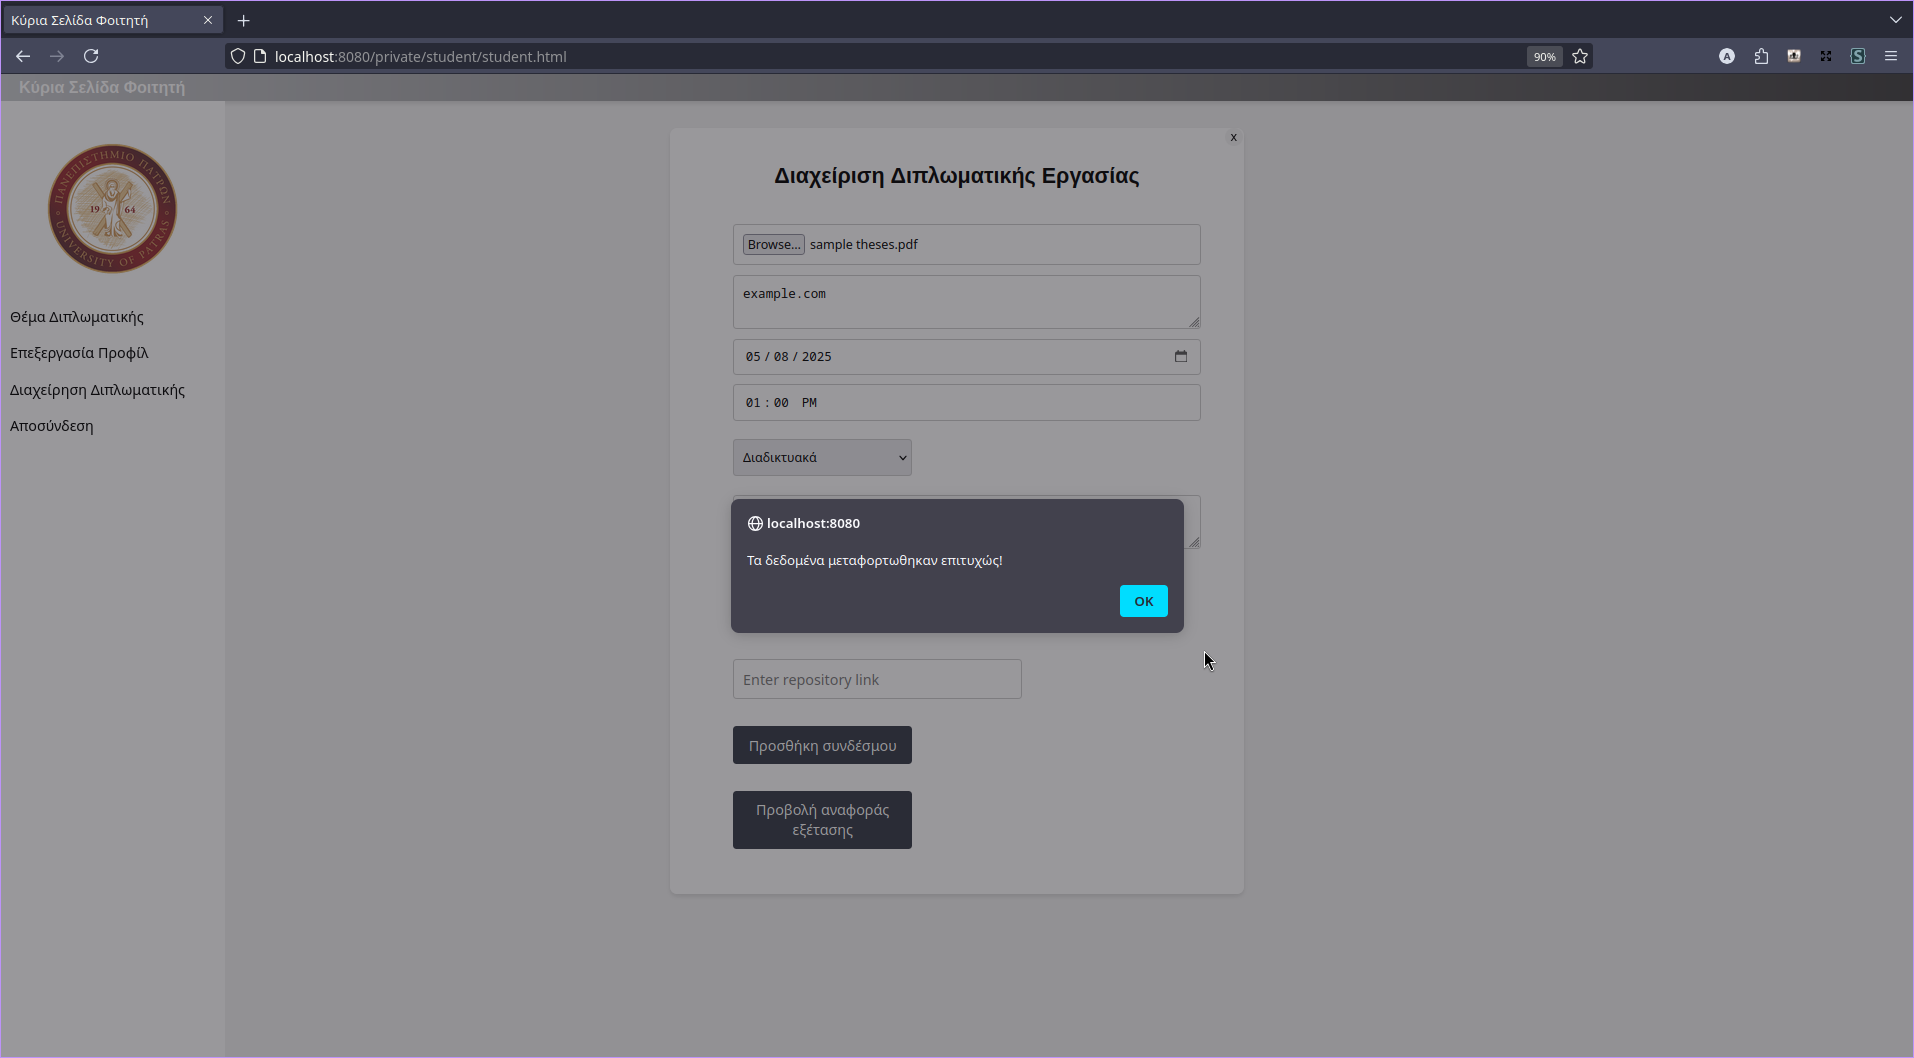 Κύρια Σελίδα Φοιτητή
localhost:8080/private/student/student.html
90%
A
S
Κύρια Σελίδα Φοιτητή
ΠΑΝΕΠΙΣΤΗΜΙΟ ΠΑΤΡΩΝ
19 64
UNIVERSITY OF PATRAS
Θέμα Διπλωματικής
Επεξεργασία Προφίλ
Διαχείρηση Διπλωματικής
Αποσύνδεση
x
Διαχείριση Διπλωματικής Εργασίας
Browse... sample theses.pdf
example.com
05 / 08 / 2025
01 : 00 PM
Διαδικτυακά
localhost:8080
Τα δεδομένα μεταφορτωθηκαν επιτυχώς!
OK
Enter repository link
Προσθήκη συνδέσμου
Προβολή αναφοράς
εξέτασης